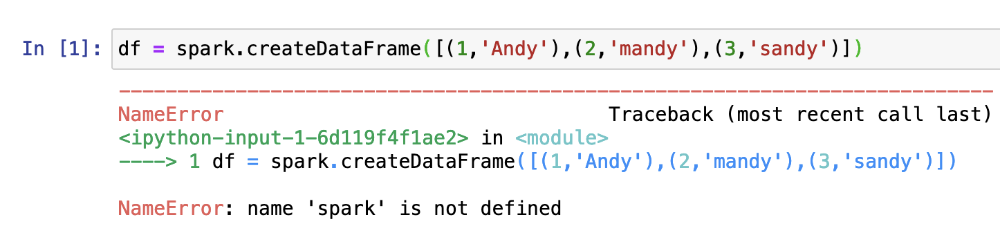 In [1]: df = spark.createDataFrame([(1,'Andy'),(2,'mandy'),(3,'sandy')])
---------------------------------------------------------------------------
NameError                                 Traceback (most recent call last)
<ipython-input-1-6d119f4f1ae2> in <module>
----> 1 df = spark.createDataFrame([(1,'Andy'),(2,'mandy'),(3,'sandy')])
NameError: name 'spark' is not defined